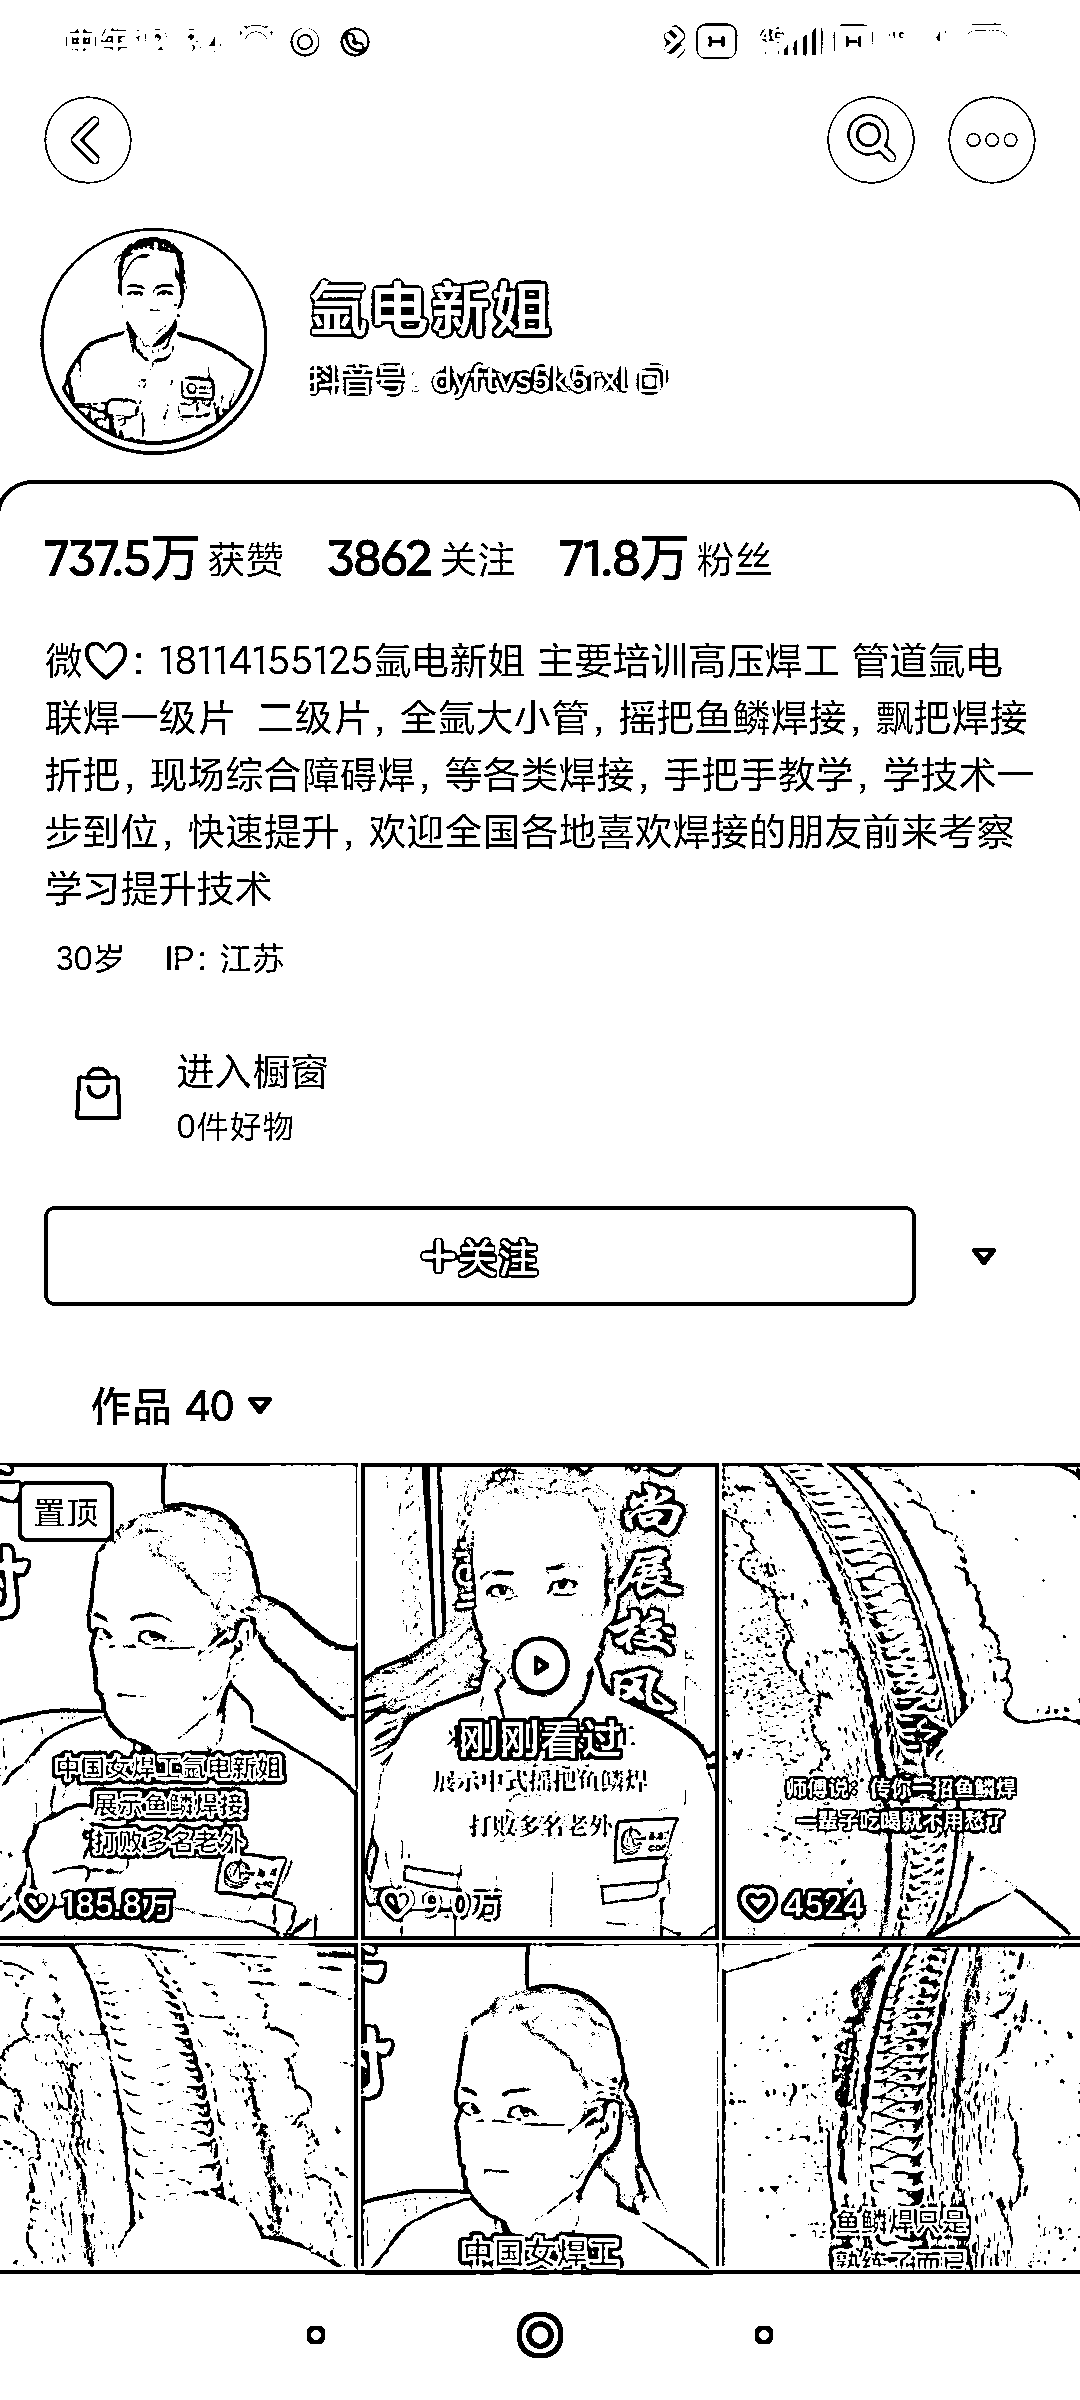 氩电新姐
抖音号: dyftvs5k5rxl
737.5万 获赞 3862 关注 71.8万 粉丝
微♡: 18114155125氩电新姐 主要培训高压焊工 管道氩电
联焊一级片 二级片, 全氩大小管, 摇把鱼鳞焊接, 飘把焊接
折把, 现场综合障碍焊, 等各类焊接, 手把手教学, 学技术一
步到位, 快速提升, 欢迎全国各地喜欢焊接的朋友前来考察
学习提升技术
30岁 IP: 江苏
进入橱窗
0件好物
+关注
作品 40
置顶
中国女焊工氩电新姐
展示鱼鳞焊接
打败多名老外
185.8万
尚展校风
刚刚看过
展示中式摇把鱼鳞焊
打败多名老外
9.0万
师傅说: 传你一招鱼鳞焊
一辈子吃喝就不用愁了
4524
中国女焊工
鱼鳞焊只是
熟练了而已